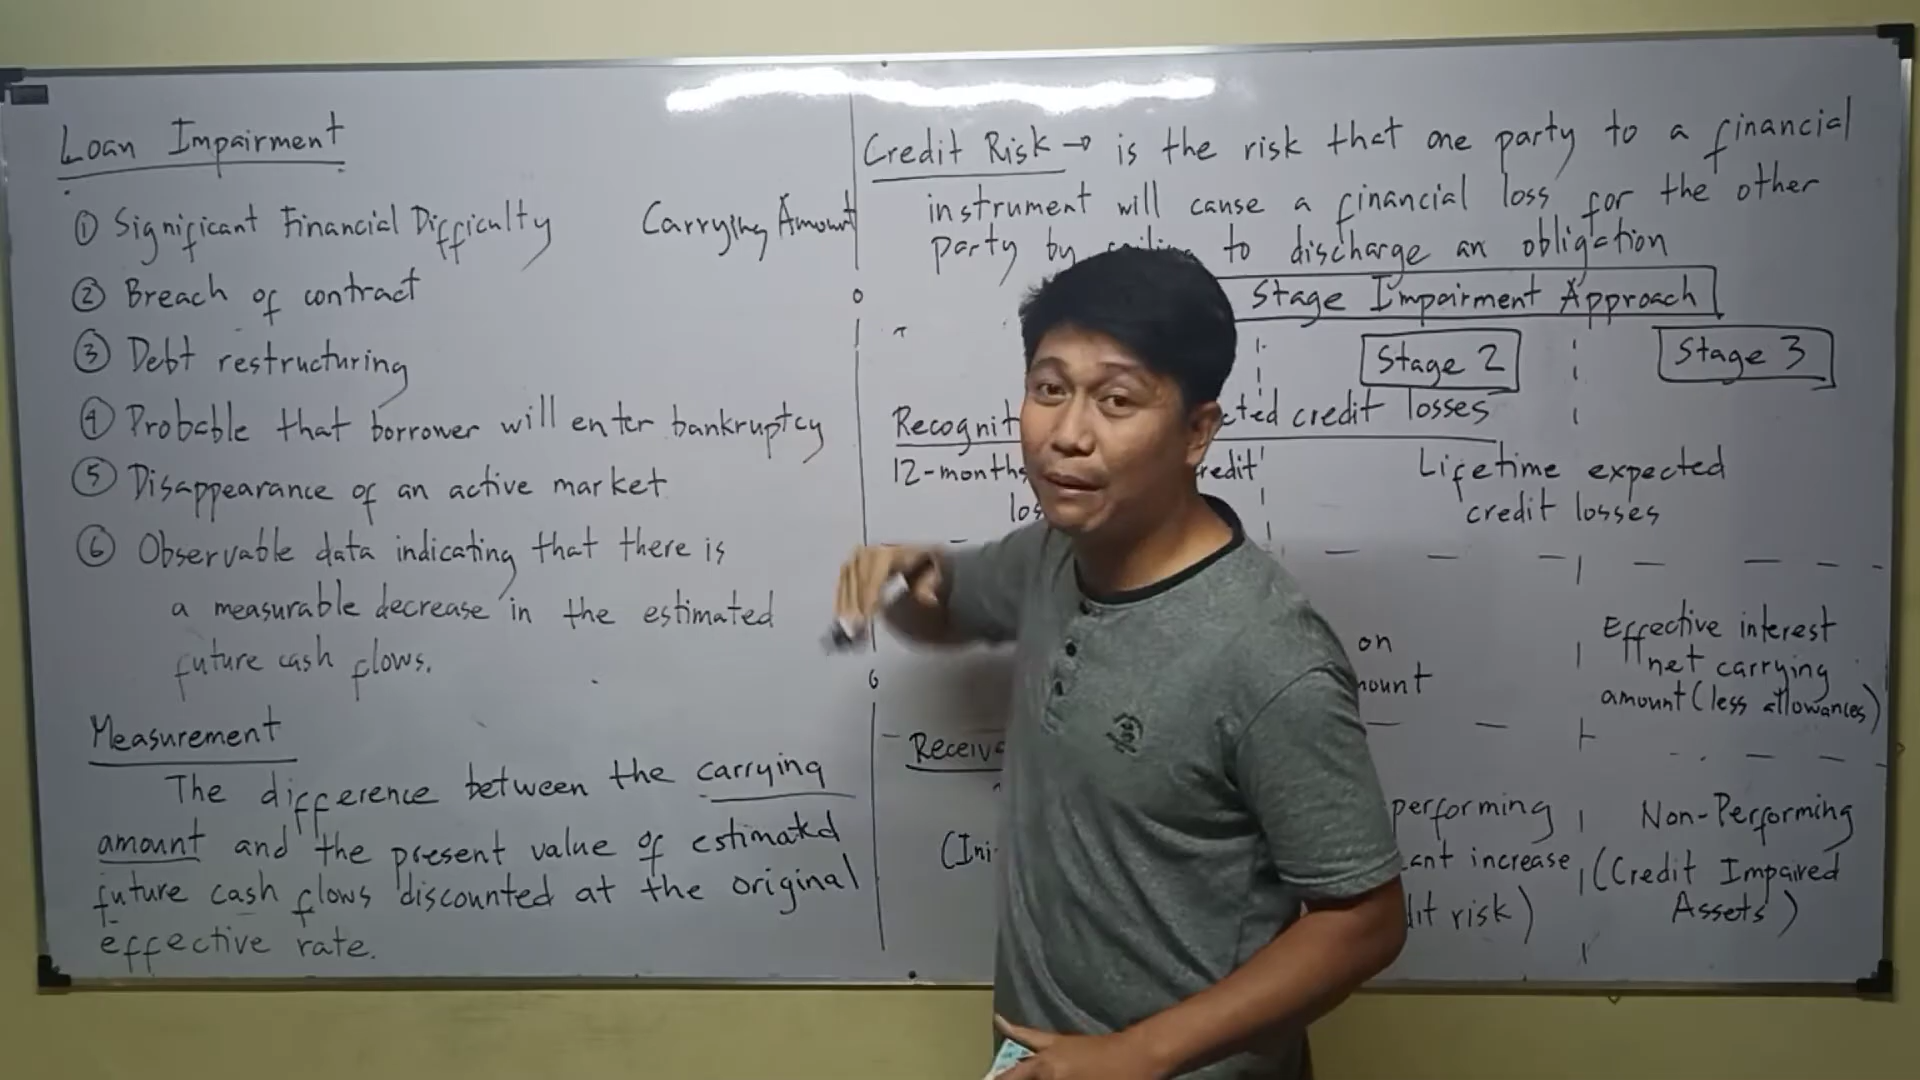 Loan Impairment
① Significant Financial Difficulty
Carrying Amount
② Breach of contract
③ Debt restructuring
④ Probable that borrower will enter bankruptcy
⑤ Disappearance of an active market
⑥ Observable data indicating that there is
a measurable decrease in the estimated
future cash flows.
Measurement
The difference between the carrying
amount and the present value of estimated
future cash flows discounted at the original
effective rate.
Credit Risk → is the risk that one party to a financial
instrument will cause a financial loss for the other
party by to discharge an obligation
Stage Impairment Approach
Stage 2
Stage 3
credit losses
12-months
Lifetime expected
credit losses
on
Effective interest
net carrying
amount (less allowances)
performing
increase
risk)
Non-Performing
(Credit Impaired
Assets)